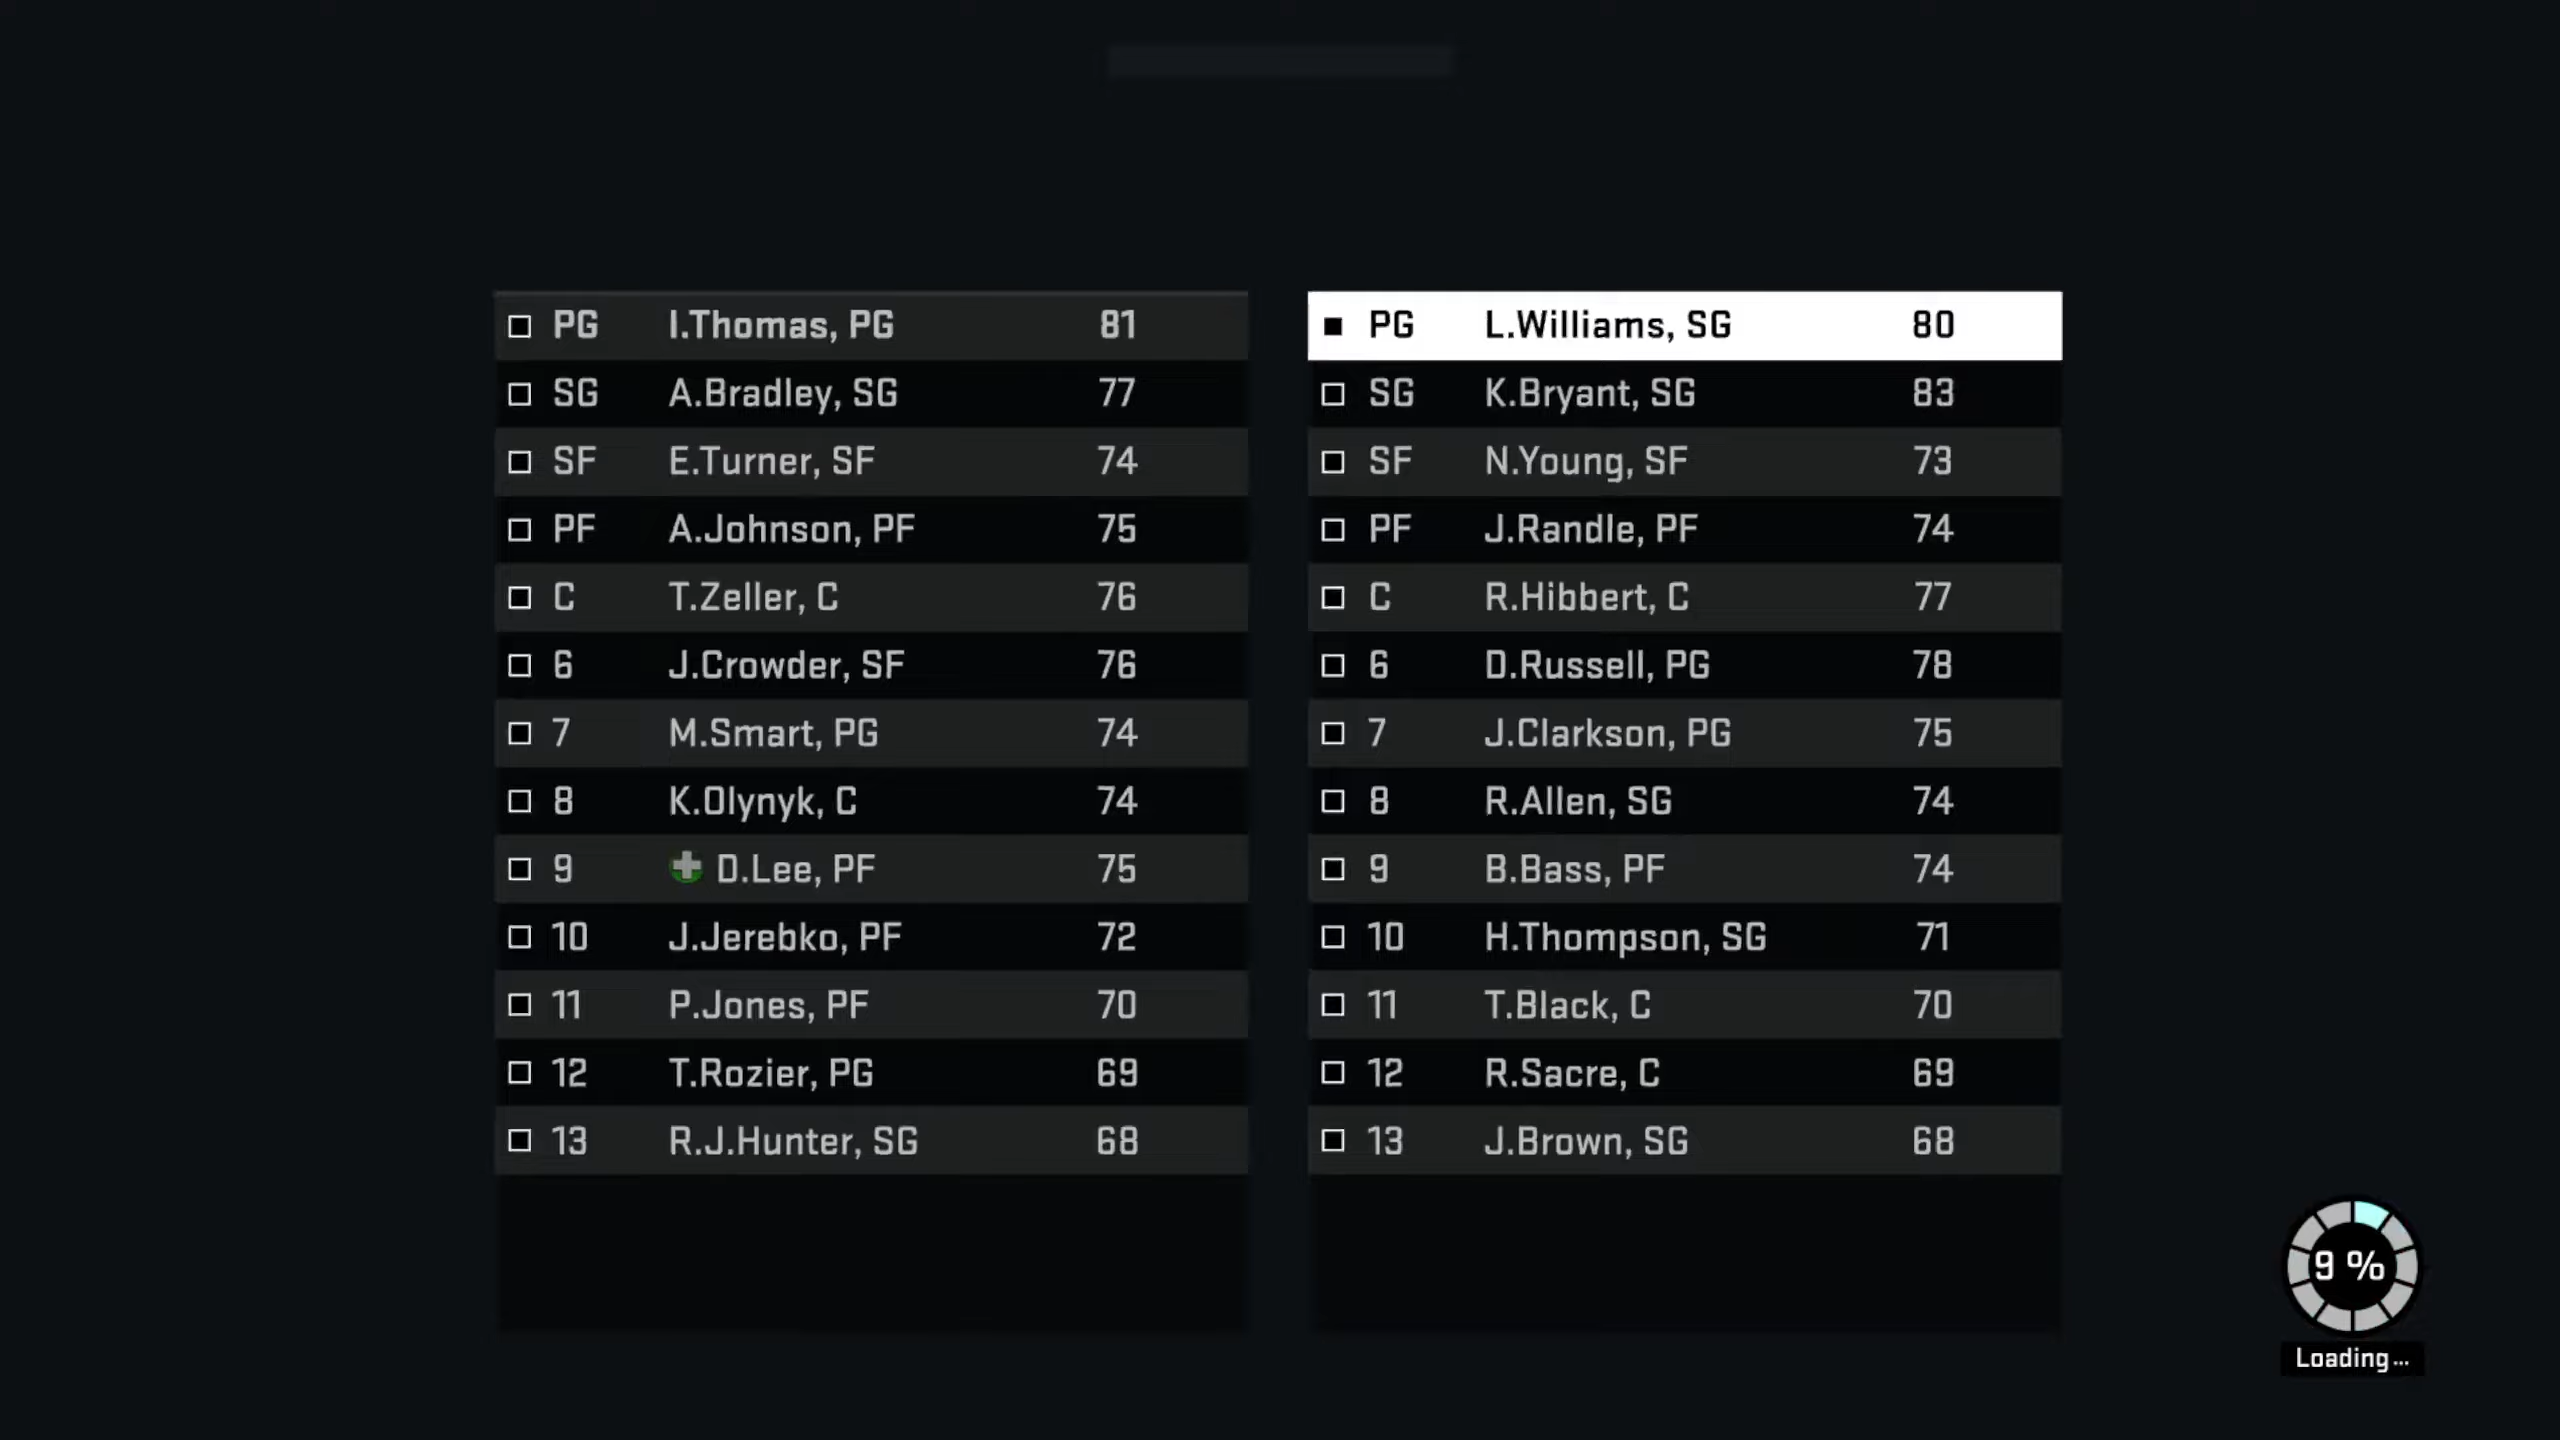 PG I.Thomas, PG 81
SG A.Bradley, SG 77
SF E.Turner, SF 74
PF A.Johnson, PF 75
C T.Zeller, C 76
6 J.Crowder, SF 76
7 M.Smart, PG 74
8 K.Olynyk, C 74
9 D.Lee, PF 75
10 J.Jerebko, PF 72
11 P.Jones, PF 70
12 T.Rozier, PG 69
13 R.J.Hunter, SG 68
PG L.Williams, SG 80
SG K.Bryant, SG 83
SF N.Young, SF 73
PF J.Randle, PF 74
C R.Hibbert, C 77
6 D.Russell, PG 78
7 J.Clarkson, PG 75
8 R.Allen, SG 74
9 B.Bass, PF 74
10 H.Thompson, SG 71
11 T.Black, C 70
12 R.Sacre, C 69
13 J.Brown, SG 68
9 %
Loading...